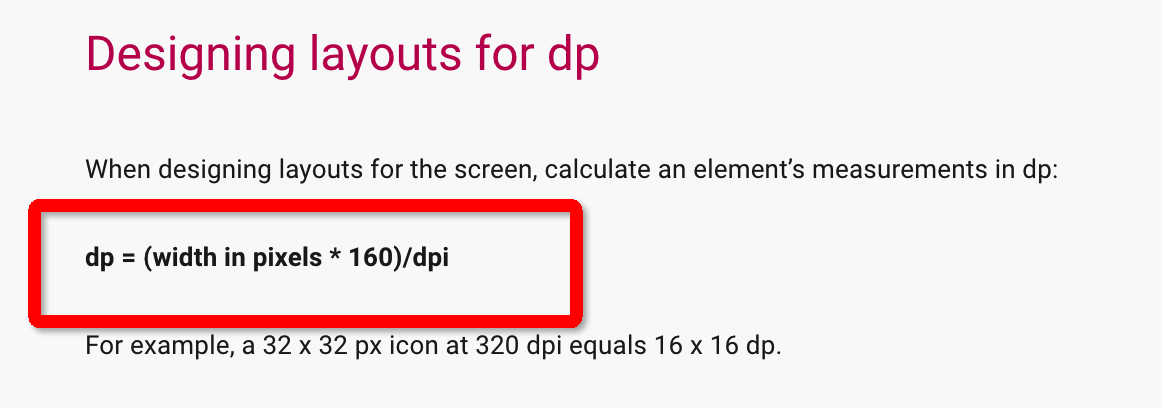 Designing layouts for dp
When designing layouts for the screen, calculate an element’s measurements in dp:
dp = (width in pixels * 160)/dpi
For example, a 32 x 32 px icon at 320 dpi equals 16 x 16 dp.